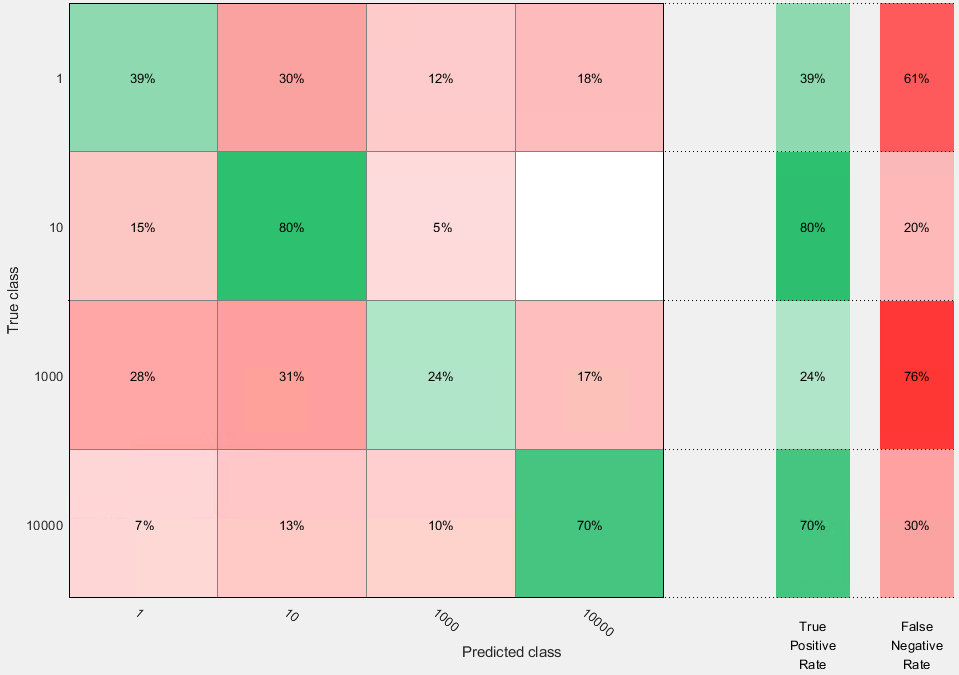 1 39% 30% 12% 18% 39% 61%
10 15% 80% 5% 80% 20%
True class
1000 28% 31% 24% 17% 24% 76%
10000 7% 13% 10% 70% 70% 30%
1 10 1000 10000
Predicted class
True
Positive
Rate
False
Negative
Rate